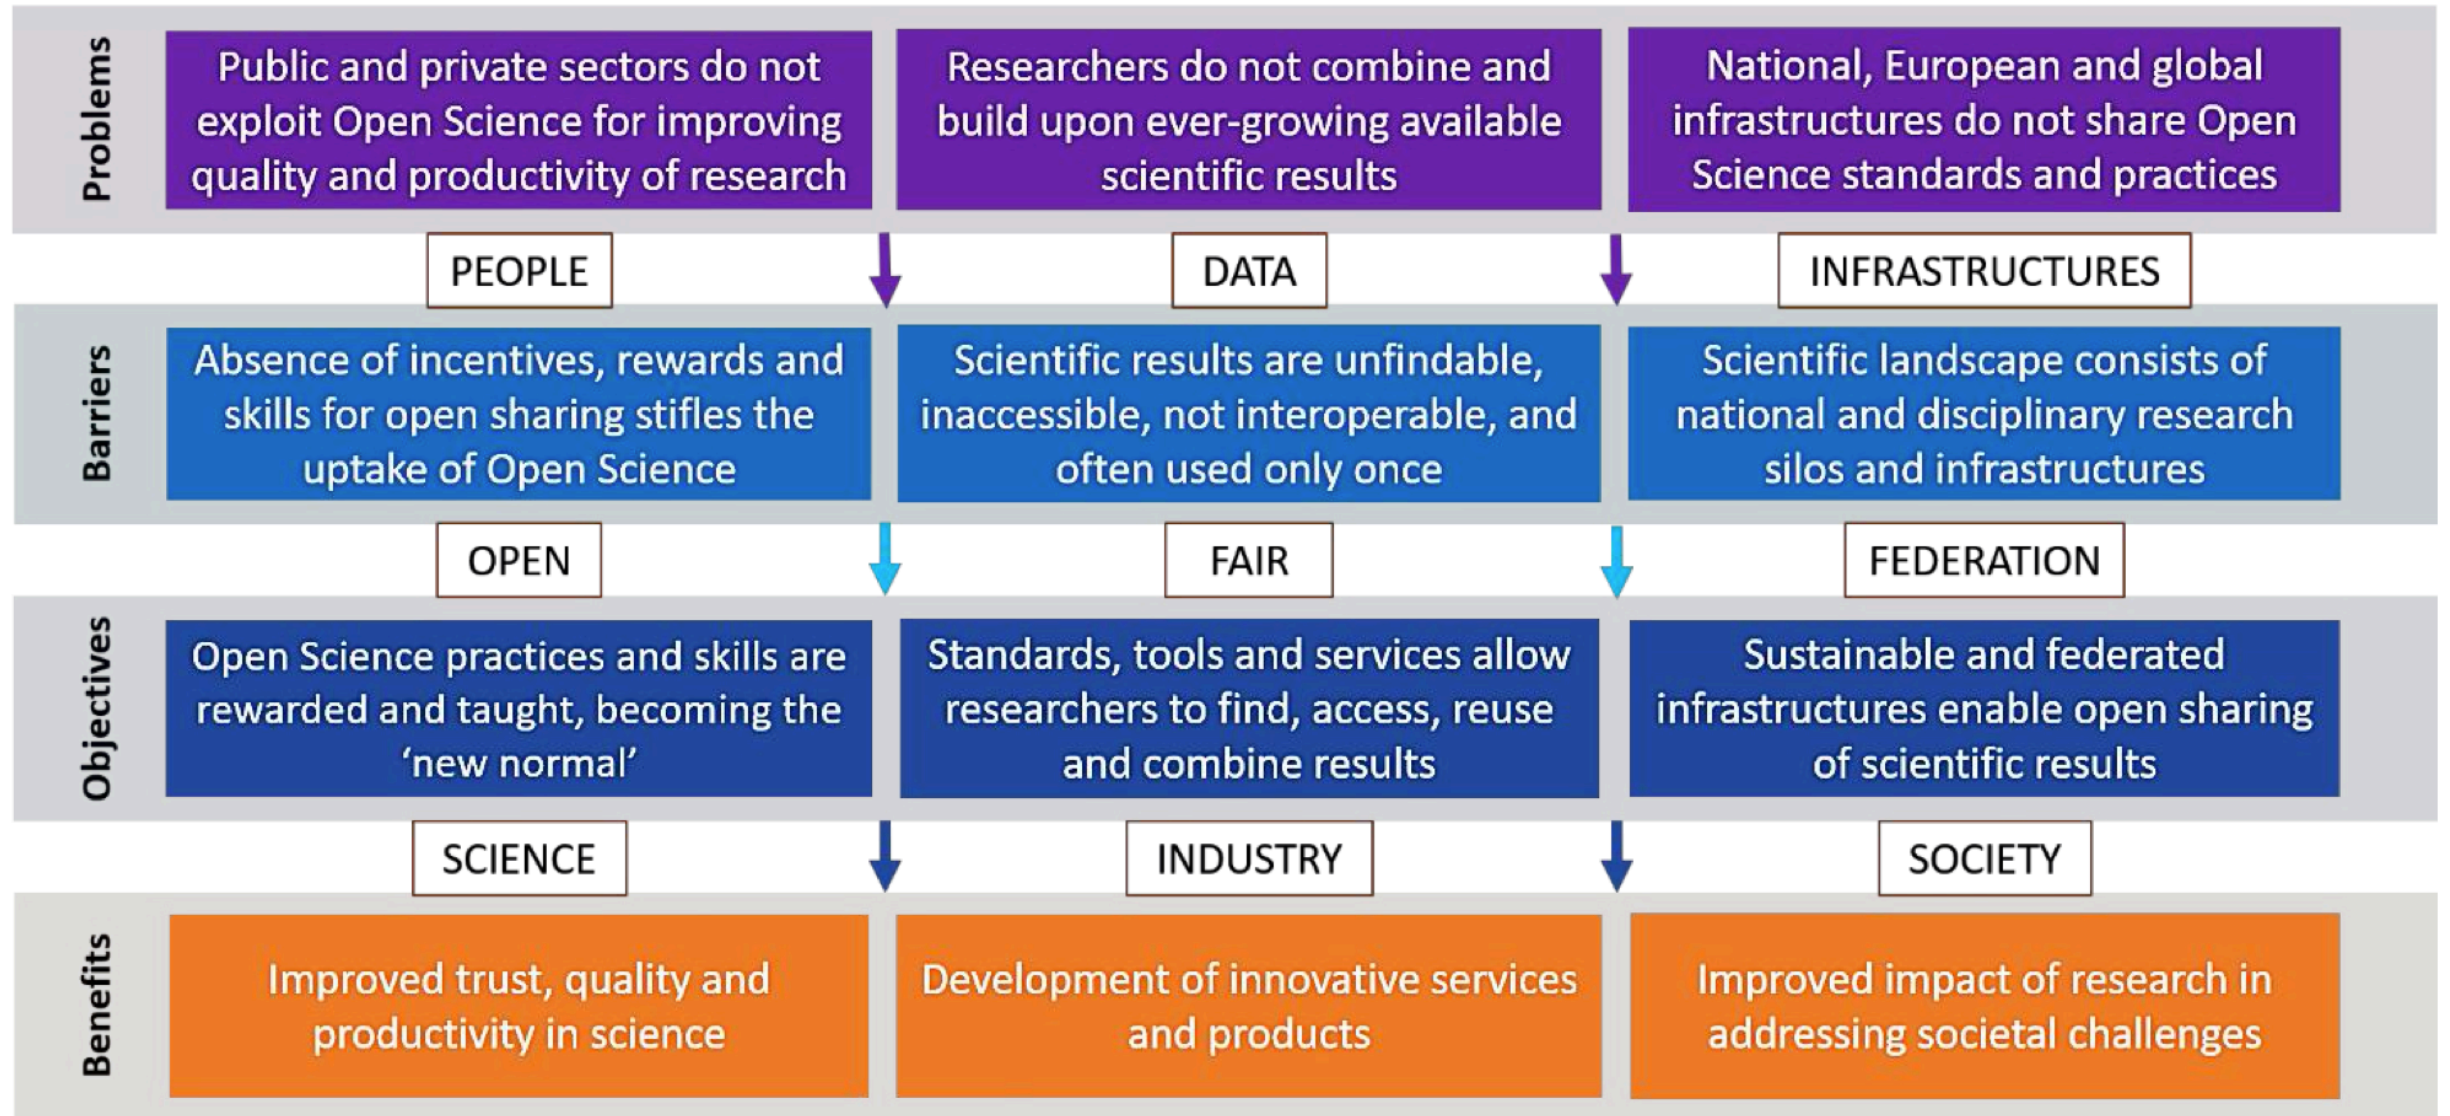 Problems
Public and private sectors do not
exploit Open Science for improving
quality and productivity of research
Researchers do not combine and
build upon ever-growing available
scientific results
National, European and global
infrastructures do not share Open
Science standards and practices
PEOPLE
DATA
INFRASTRUCTURES
Barriers
Absence of incentives, rewards and
skills for open sharing stifles the
uptake of Open Science
Scientific results are unfindable,
inaccessible, not interoperable, and
often used only once
Scientific landscape consists of
national and disciplinary research
silos and infrastructures
OPEN
FAIR
FEDERATION
Objectives
Open Science practices and skills are
rewarded and taught, becoming the
‘new normal’
Standards, tools and services allow
researchers to find, access, reuse
and combine results
Sustainable and federated
infrastructures enable open sharing
of scientific results
SCIENCE
INDUSTRY
SOCIETY
Benefits
Improved trust, quality and
productivity in science
Development of innovative services
and products
Improved impact of research in
addressing societal challenges